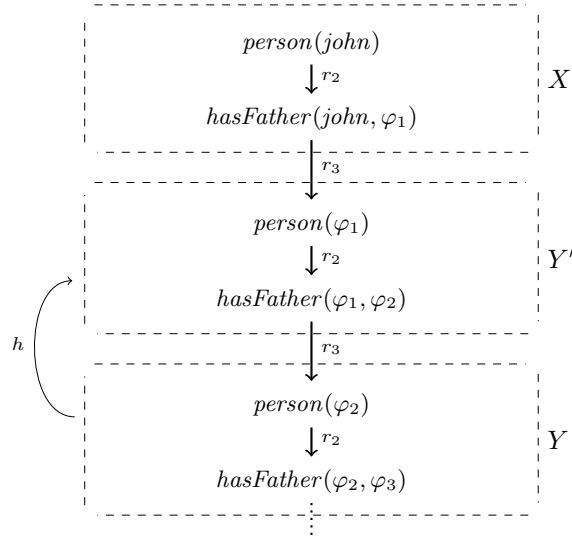 person(john)
r₂
X
hasFather(john, φ₁)
r₃
person(φ₁)
r₂
Y′
hasFather(φ₁, φ₂)
h
r₃
person(φ₂)
r₂
Y
hasFather(φ₂, φ₃)